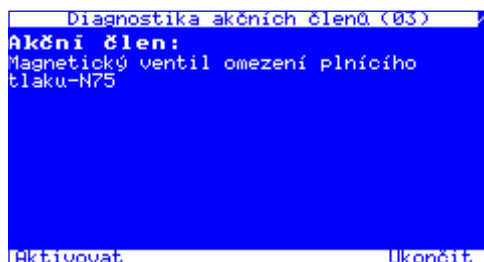 Diagnostika akčních členů (03)
Akční člen:
Magnetický ventil omezení plnícího
tlaku-N75
Aktivovat Ukončit